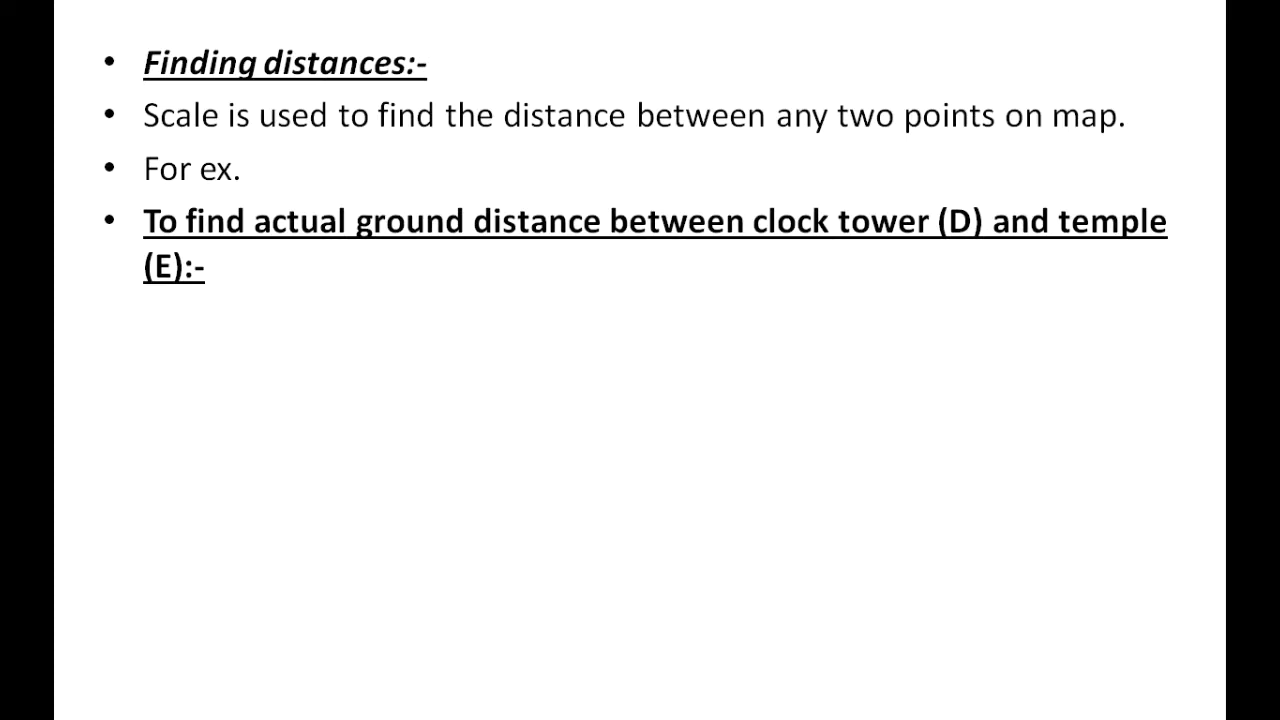 • Finding distances:-
• Scale is used to find the distance between any two points on map.
• For ex.
• To find actual ground distance between clock tower (D) and temple
(E):-